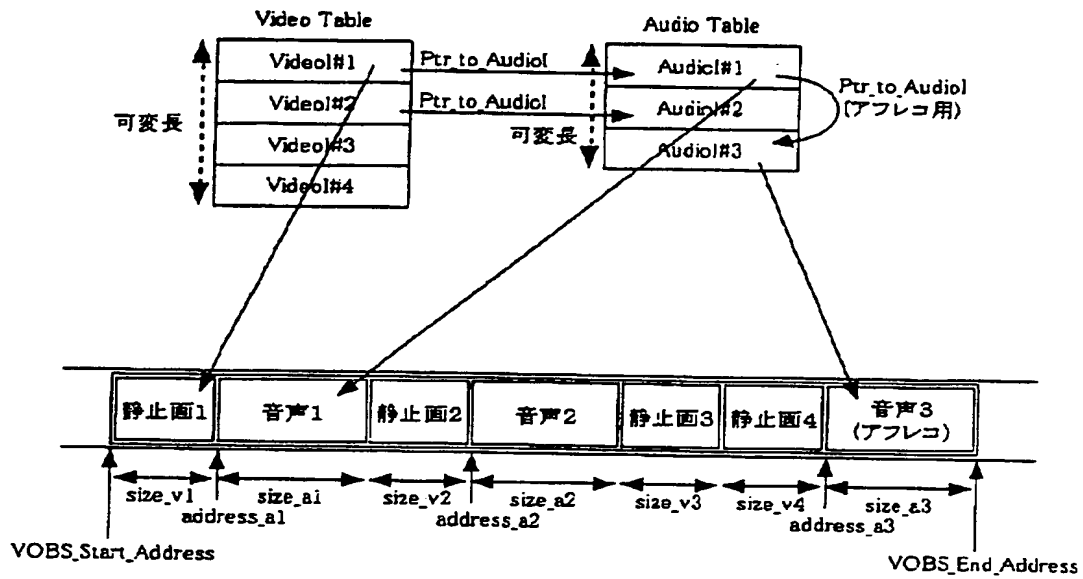 Video Table
Audio Table
VideoI#1
Ptr_to_AudioI
AudioI#1
VideoI#2
Ptr_to_AudioI
AudioI#2
Ptr_to_AudioI
(アフレコ用)
可変長
可変長
VideoI#3
AudioI#3
VideoI#4
静止画1
音声1
静止画2
音声2
静止画3
静止画4
音声3
(アフレコ)
size_v1
size_a1
size_v2
size_a2
size_v3
size_v4
size_a3
address_a1
address_a2
address_a3
VOBS_Start_Address
VOBS_End_Address